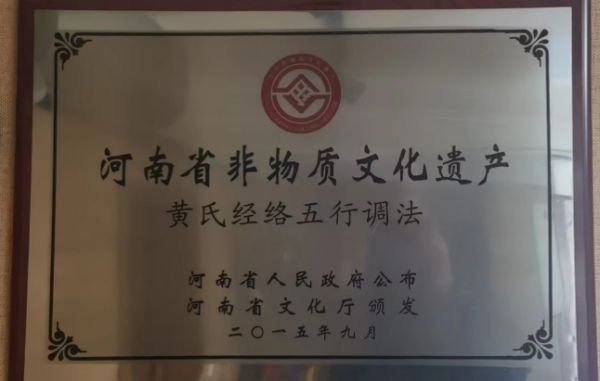 河南省非物质文化遗产
黄氏经络五行调法
河南省人民政府公布
河南省文化厅颁发
二〇一五年九月